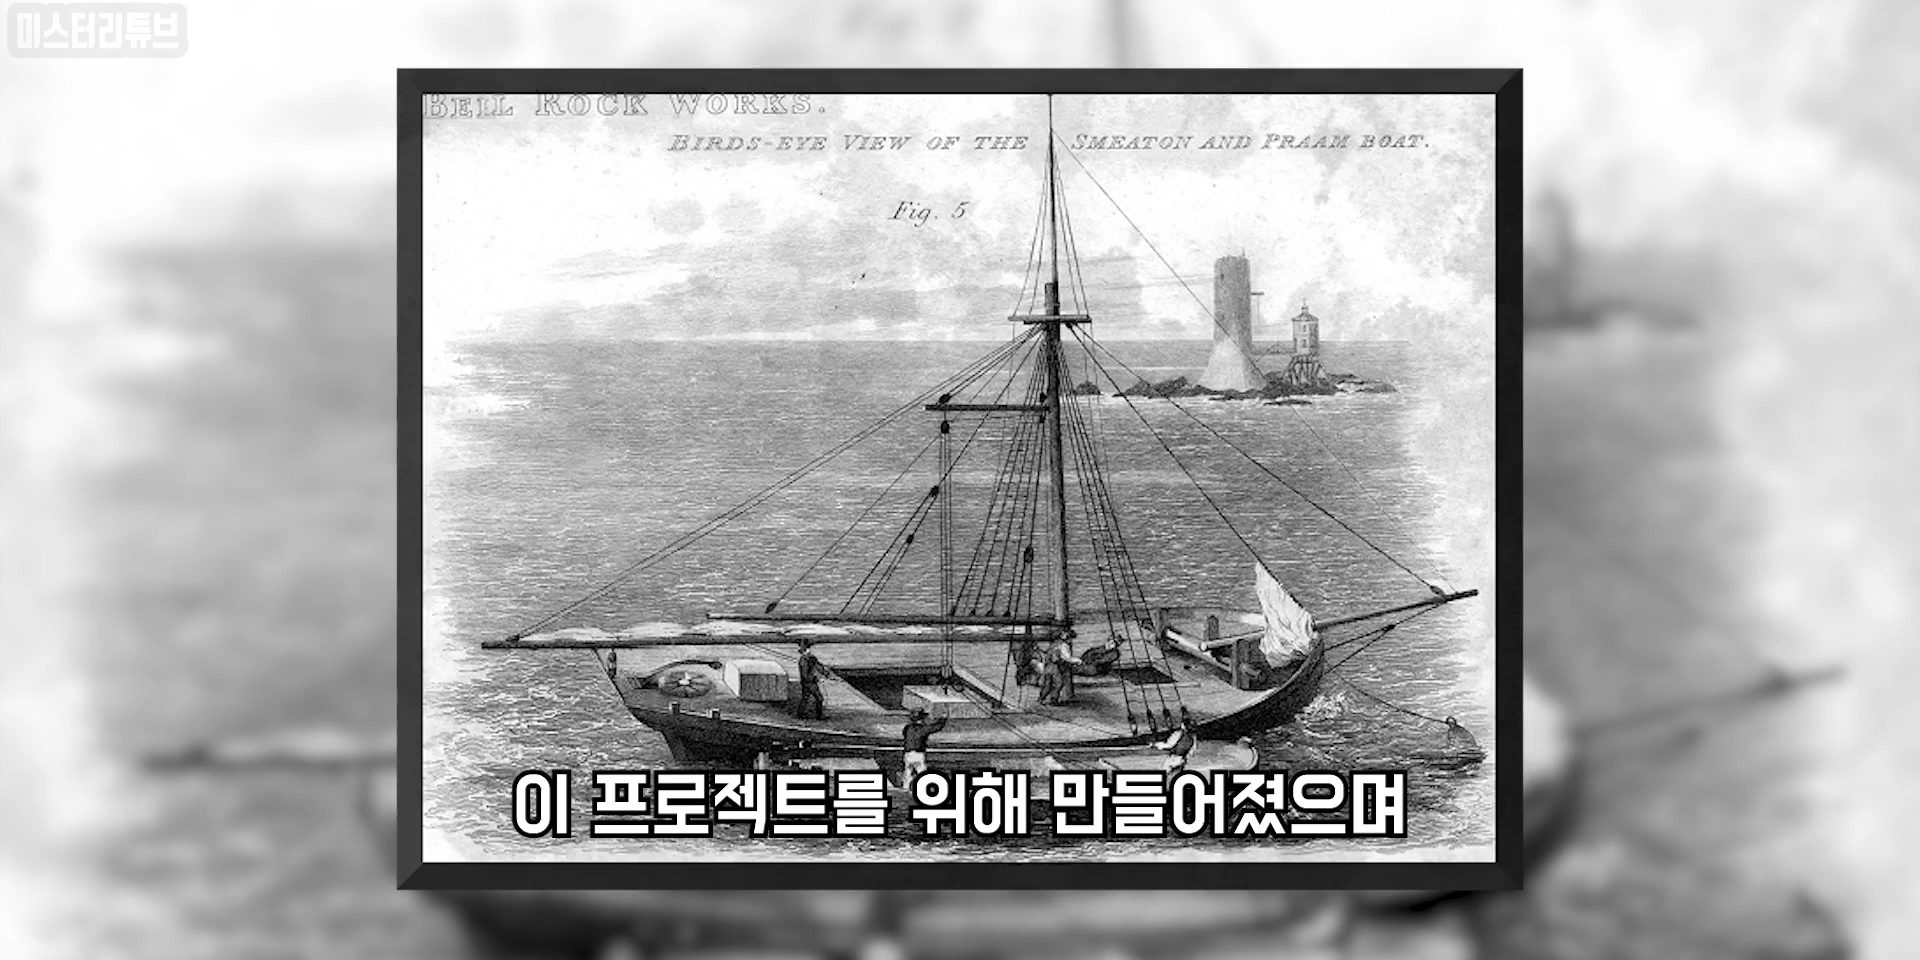 미스터리튜브
BELL ROCK WORKS.
BIRDS-EYE VIEW OF THE SMEATON AND PRAAM BOAT.
Fig. 5
이 프로젝트를 위해 만들어졌으며